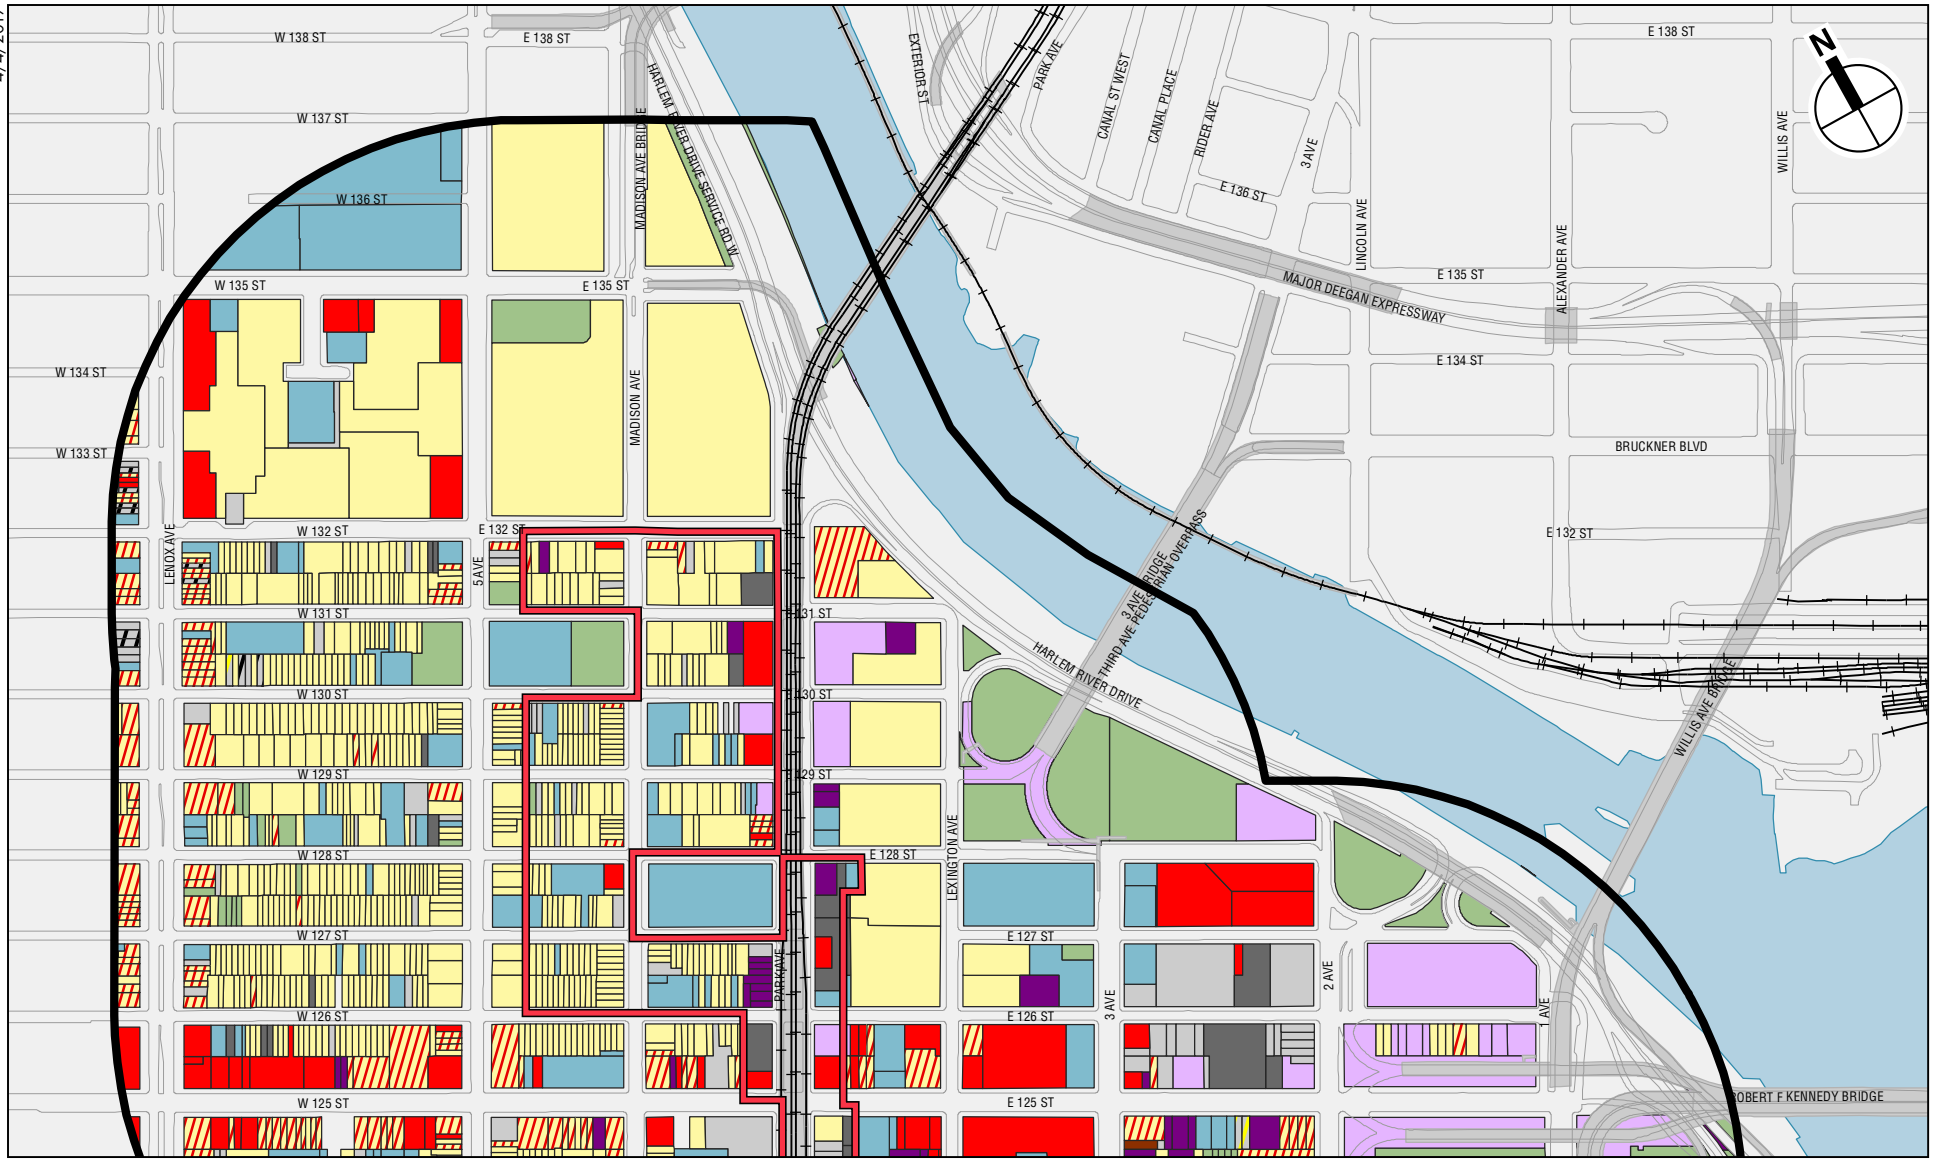 W 138 ST
E 138 ST
E 138 ST
EXTERIOR ST
PARK AVE
N
CANAL ST WEST
CANAL PLACE
RIDER AVE
3 AVE
WILLIS AVE
HARLEM RIVER DRIVE SERVICE RD W
MADISON AVE BRIDGE
W 137 ST
W 136 ST
E 136 ST
LINCOLN AVE
ALEXANDER AVE
W 135 ST
E 135 ST
E 135 ST
MAJOR DEEGAN EXPRESSWAY
W 134 ST
E 134 ST
MADISON AVE
W 133 ST
BRUCKNER BLVD
LENOX AVE
W 132 ST
E 132 ST
E 132 ST
5 AVE
3 AVE BRIDGE
THIRD AVE PEDESTRIAN OVERPASS
W 131 ST
131 ST
HARLEM RIVER DRIVE
W 130 ST
130 ST
WILLIS AVE BRIDGE
W 129 ST
129 ST
LEXINGTON AVE
W 128 ST
E 128 ST
W 127 ST
E 127 ST
PARK AVE
3 AVE
2 AVE
1 AVE
W 126 ST
E 126 ST
W 125 ST
E 125 ST
ROBERT F KENNEDY BRIDGE